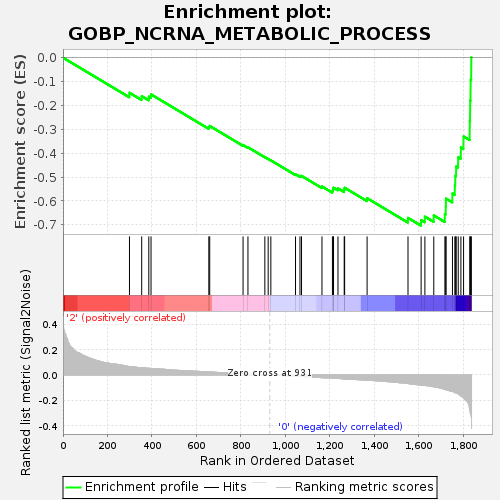 Enrichment plot:
GOBP_NCRNA_METABOLIC_PROCESS
Enrichment score (ES)
0.0
-0.1
-0.2
-0.3
-0.4
-0.5
-0.6
-0.7
'2' (positively correlated)
Ranked list metric (Signal2Noise)
0.4
0.2
0.0
-0.2
-0.4
Zero cross at 931
'0' (negatively correlated)
0 200 400 600 800 1,000 1,200 1,400 1,600 1,800
Rank in Ordered Dataset
Enrichment profile Hits Ranking metric scores